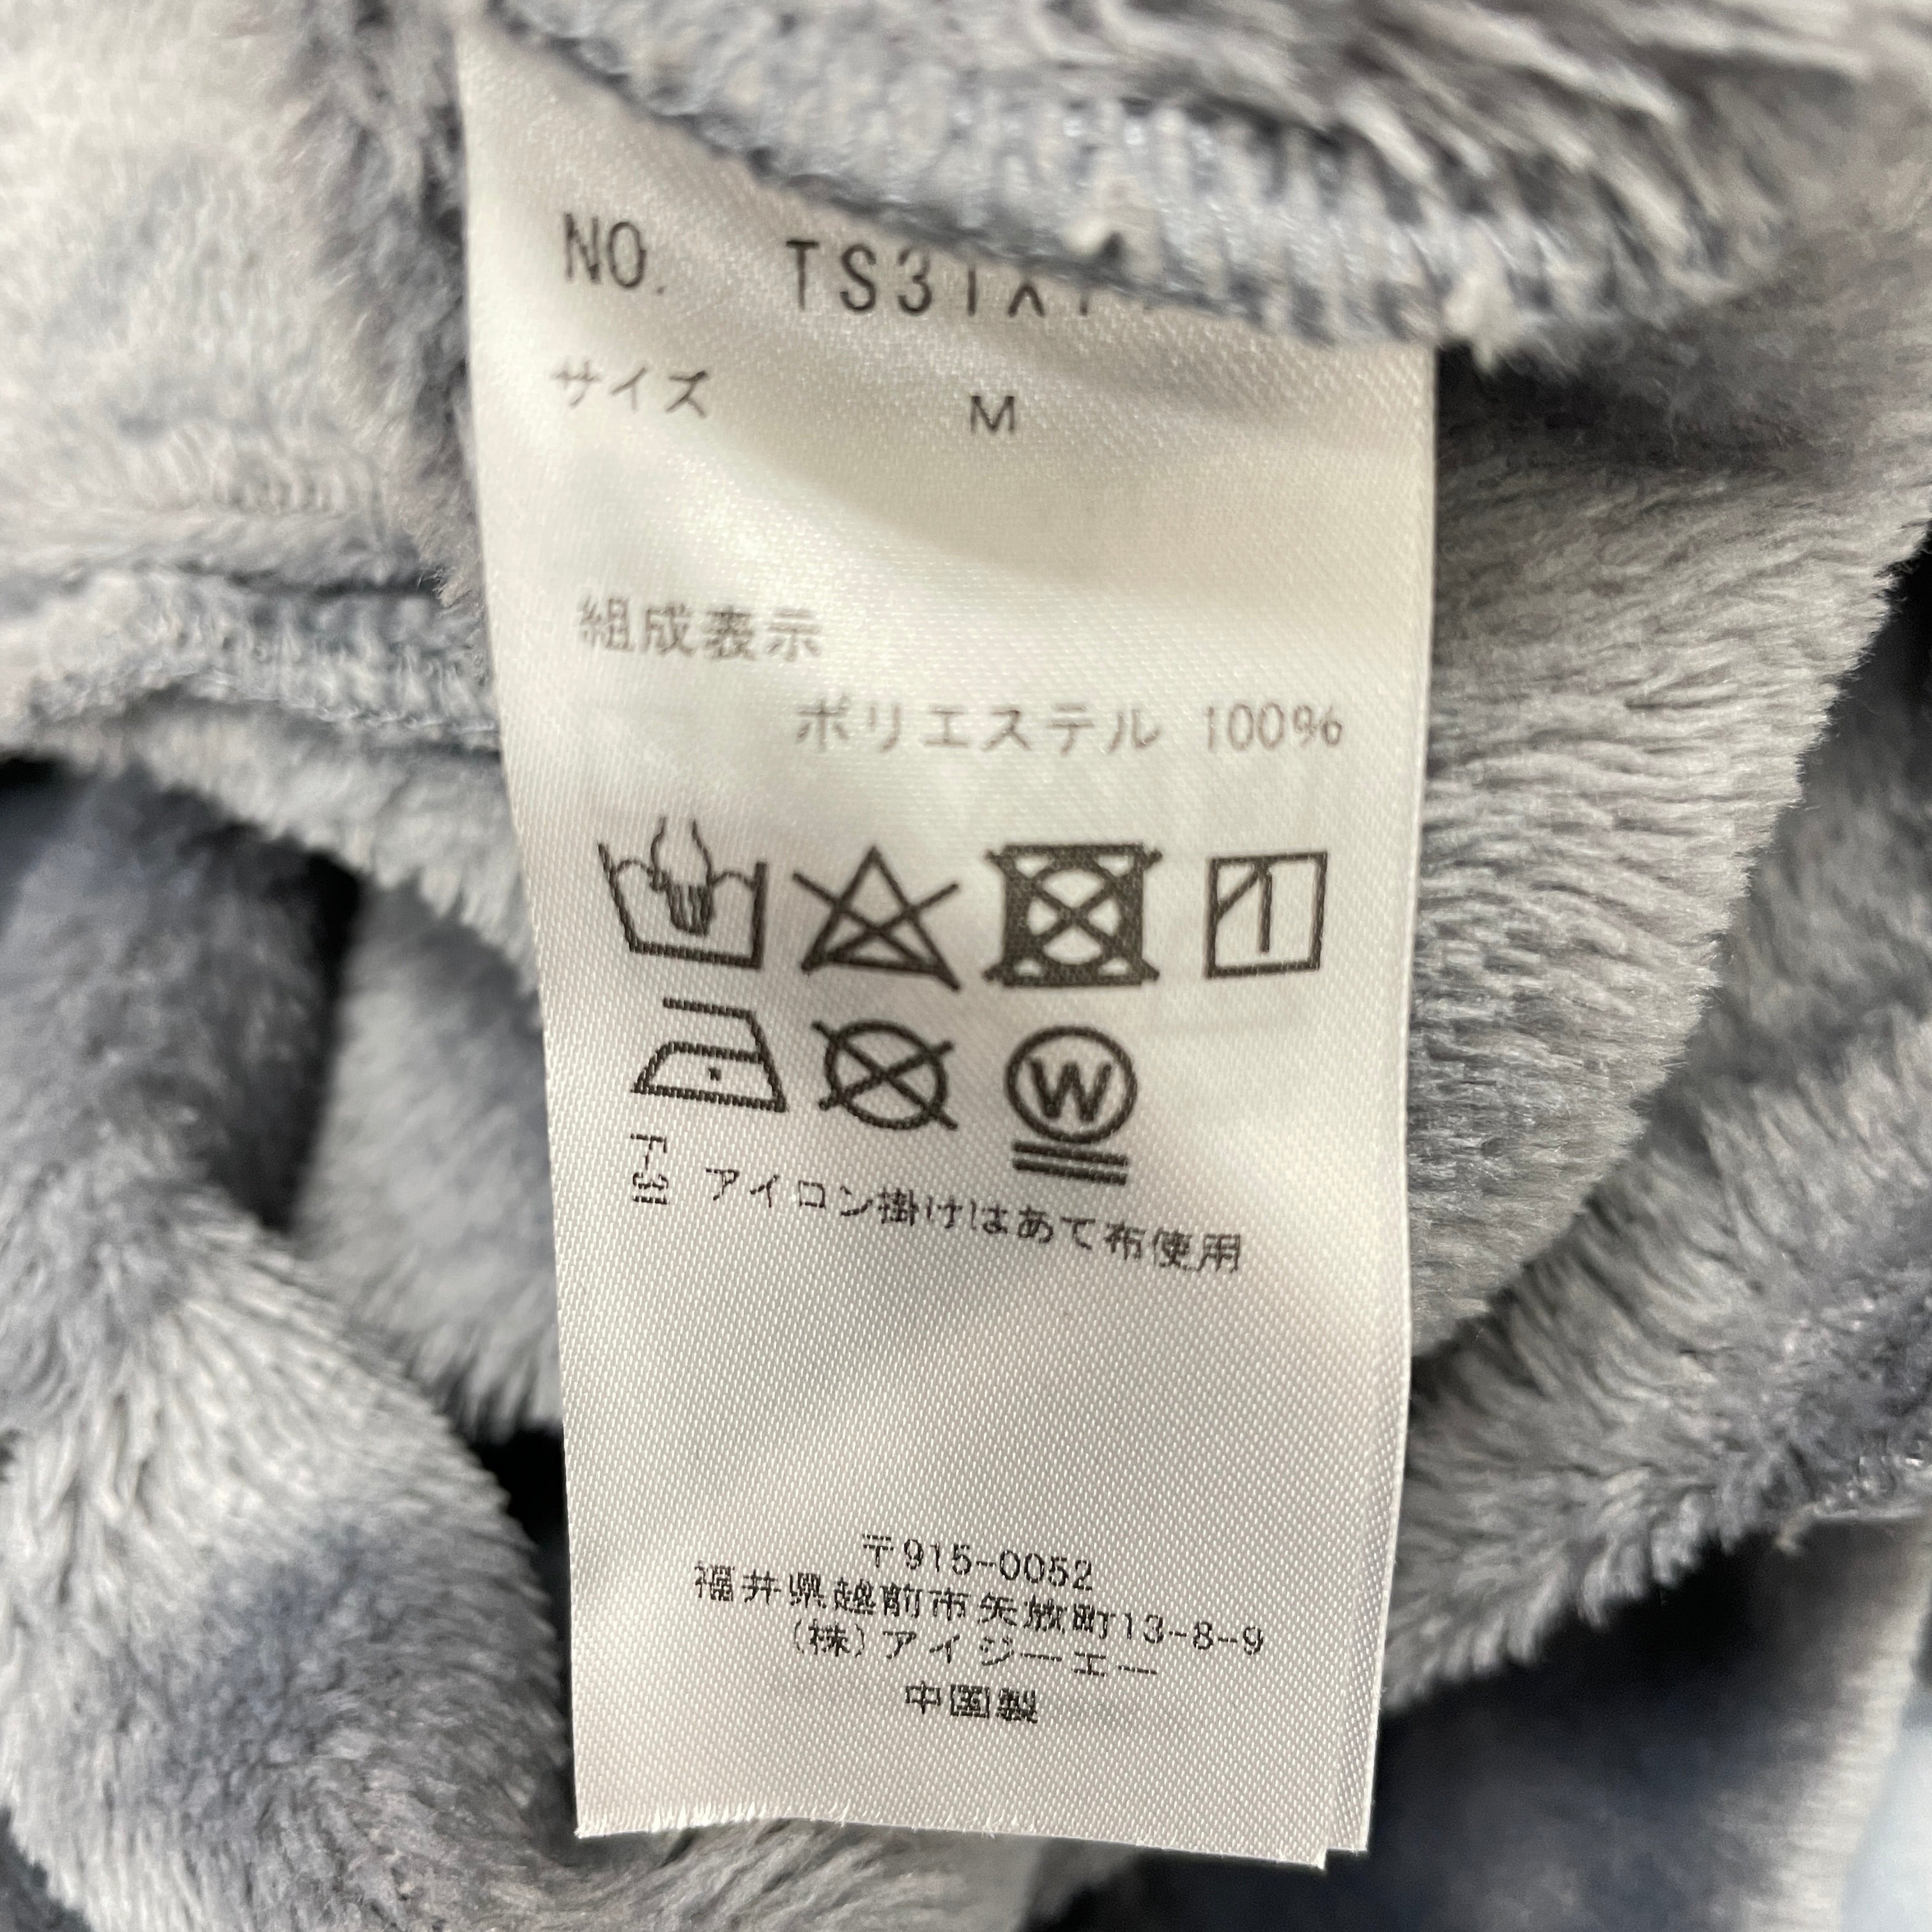 NO. TS31X
サイズ M
組成表示
ポリエステル 100%
W
アイロン掛けはあて布使用
〒915-0052
福井県越前市矢放町13-8-9
(株)アイジーエー
中国製